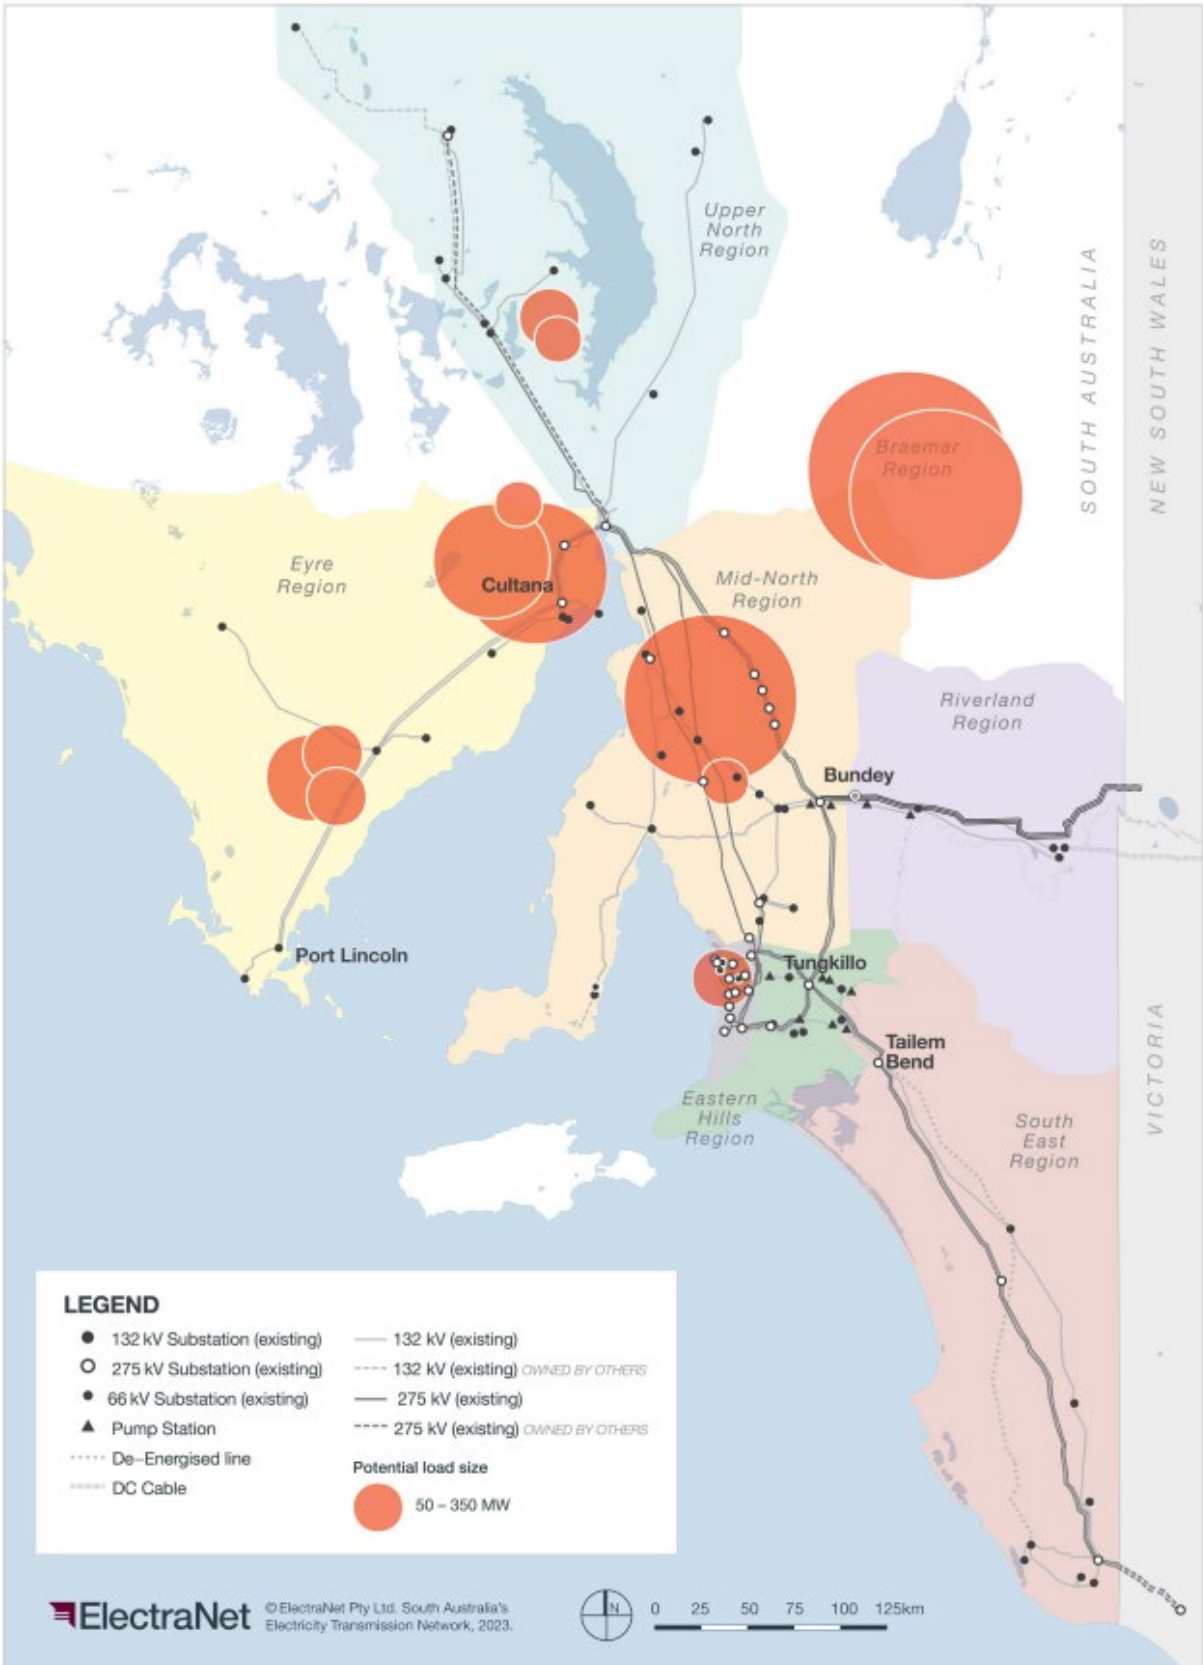 Upper
North
Region
SOUTH AUSTRALIA
NEW SOUTH WALES
Braemar
Region
Eyre
Region
Cultana
Mid-North
Region
Riverland
Region
Bundey
Port Lincoln
Tungkillo
Tailem
Bend
VICTORIA
Eastern
Hills
Region
South
East
Region
LEGEND
132 kV Substation (existing)
275 kV Substation (existing)
66 kV Substation (existing)
Pump Station
De-Energised line
DC Cable
132 kV (existing)
132 kV (existing) OWNED BY OTHERS
275 kV (existing)
275 kV (existing) OWNED BY OTHERS
Potential load size
50 – 350 MW
ElectraNet
© ElectraNet Pty Ltd. South Australia's
Electricity Transmission Network, 2023.
N
0 25 50 75 100 125km